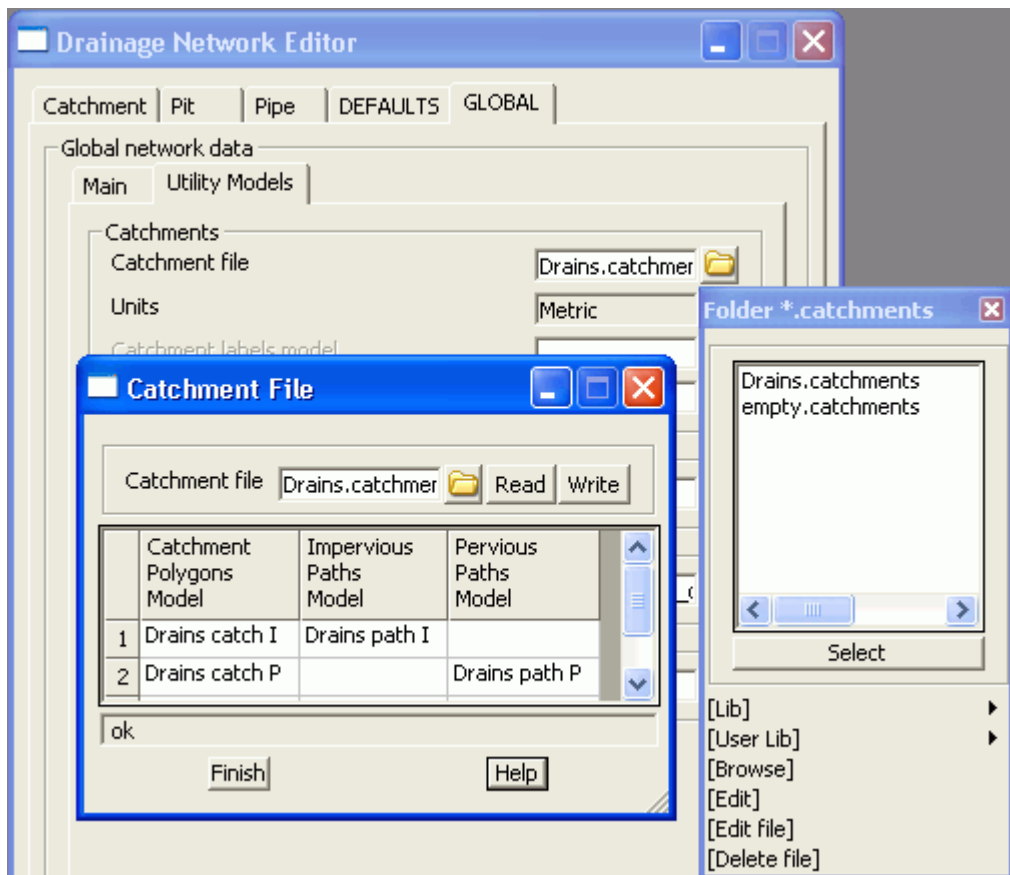 Drainage Network Editor
Catchment Pit Pipe DEFAULTS GLOBAL
Global network data
Main Utility Models
Catchments
Catchment file Drains.catchmer
Units Metric
Catchment labels model
Folder *.catchments
Drains.catchments
empty.catchments
Select
[Lib]
[User Lib]
[Browse]
[Edit]
[Edit file]
[Delete file]
Catchment File
Catchment file Drains.catchmer Read Write
Catchment Impervious Pervious
Polygons Paths Paths
Model Model Model
1 Drains catch I Drains path I
2 Drains catch P Drains path P
ok
Finish Help